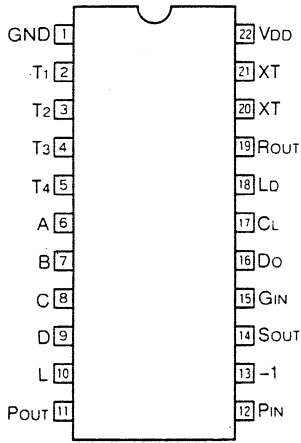 GND 1 22 VDD
T1 2 21 XT
T2 3 20 XT
T3 4 19 ROUT
T4 5 18 LD
A 6 17 CL
B 7 16 DO
C 8 15 GIN
D 9 14 SOUT
L 10 13 -1
POUT 11 12 PIN